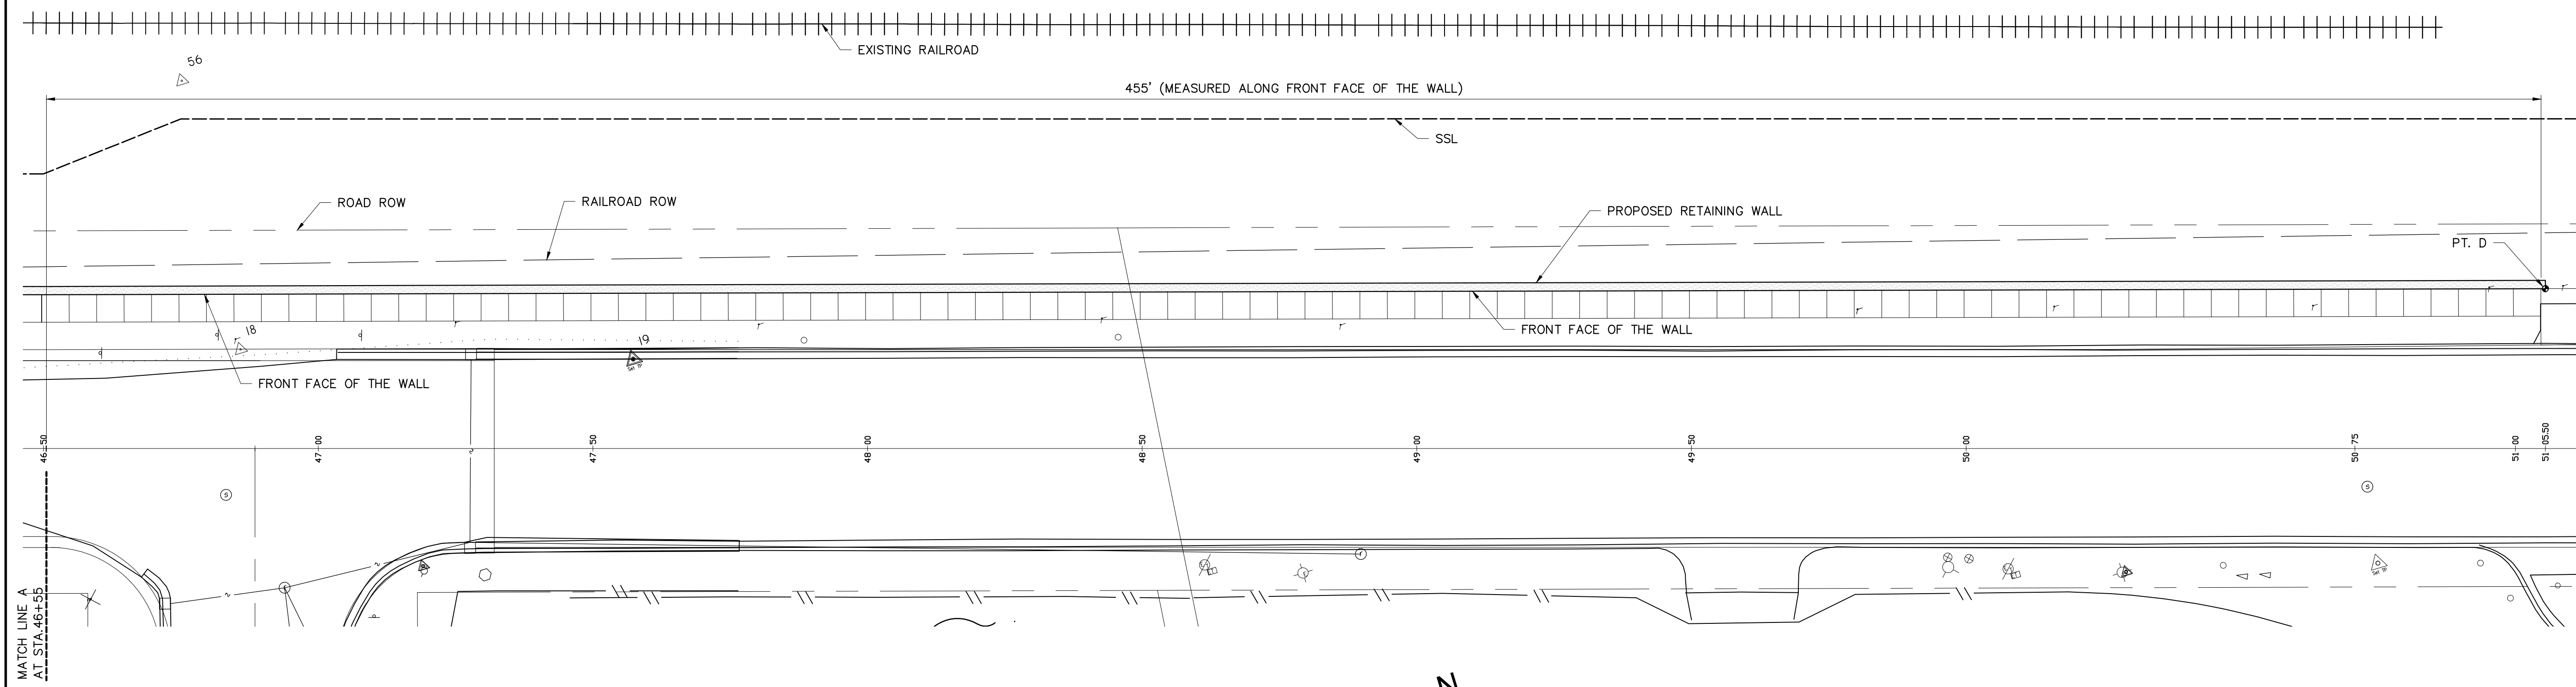 EXISTING RAILROAD
56
455' (MEASURED ALONG FRONT FACE OF THE WALL)
SSL
ROAD ROW
RAILROAD ROW
PROPOSED RETAINING WALL
PT. D
18
19
FRONT FACE OF THE WALL
FRONT FACE OF THE WALL
46+50
47+00
47+50
48+00
48+50
49+00
49+50
50+00
50+75
51+00
51+05.50
S
S
MATCH LINE A
AT STA.46+55
N